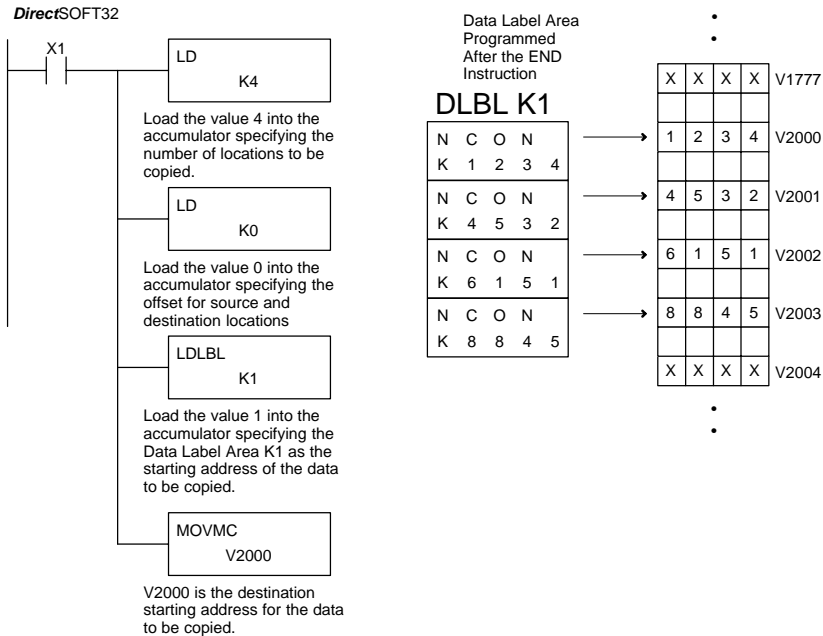 DirectSOFT32
X1
LD
K4
Load the value 4 into the
accumulator specifying the
number of locations to be
copied.
LD
K0
Load the value 0 into the
accumulator specifying the
offset for source and
destination locations
LDLBL
K1
Load the value 1 into the
accumulator specifying the
Data Label Area K1 as the
starting address of the data
to be copied.
MOVMC
V2000
V2000 is the destination
starting address for the data
to be copied.
Data Label Area
Programmed
After the END
Instruction
DLBL K1
N C O N
K 1 2 3 4
N C O N
K 4 5 3 2
N C O N
K 6 1 5 1
N C O N
K 8 8 4 5
X X X X V1777
1 2 3 4 V2000
4 5 3 2 V2001
6 1 5 1 V2002
8 8 4 5 V2003
X X X X V2004